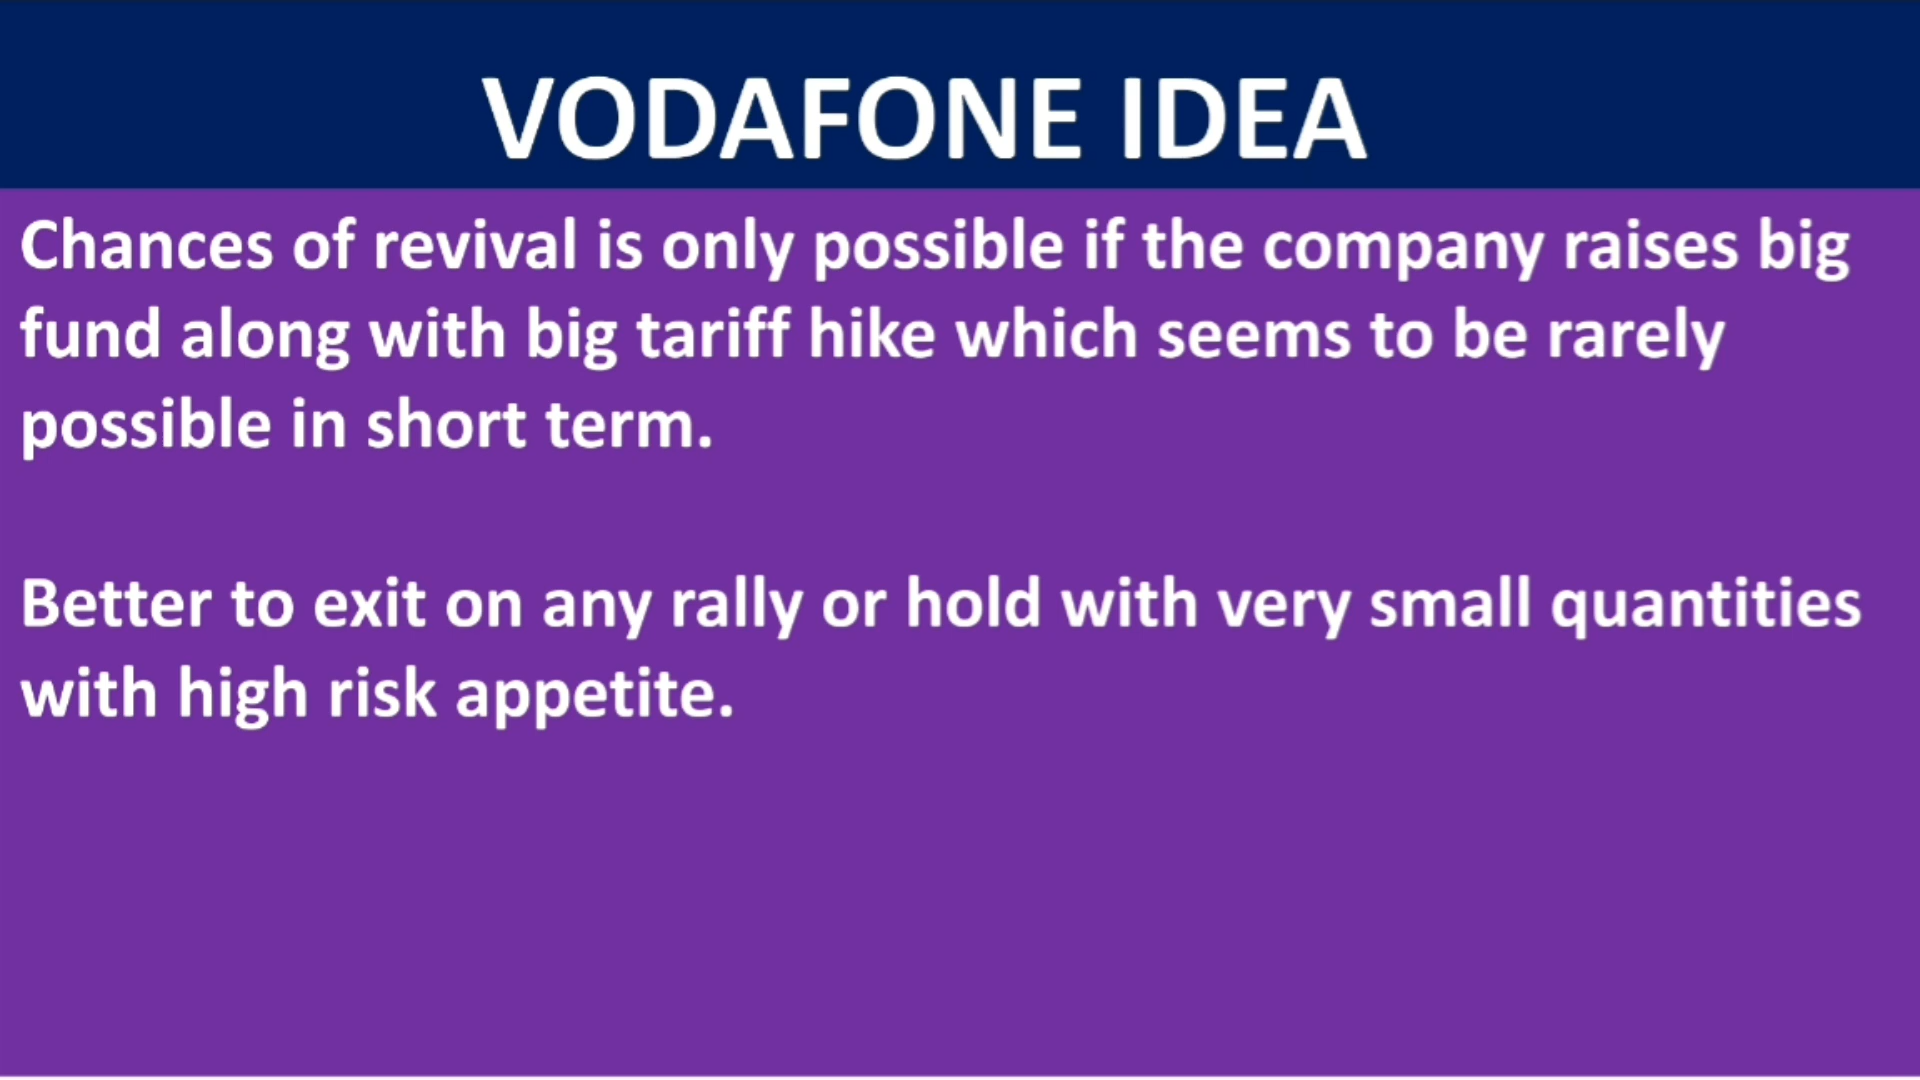 VODAFONE IDEA
Chances of revival is only possible if the company raises big
fund along with big tariff hike which seems to be rarely
possible in short term.
Better to exit on any rally or hold with very small quantities
with high risk appetite.